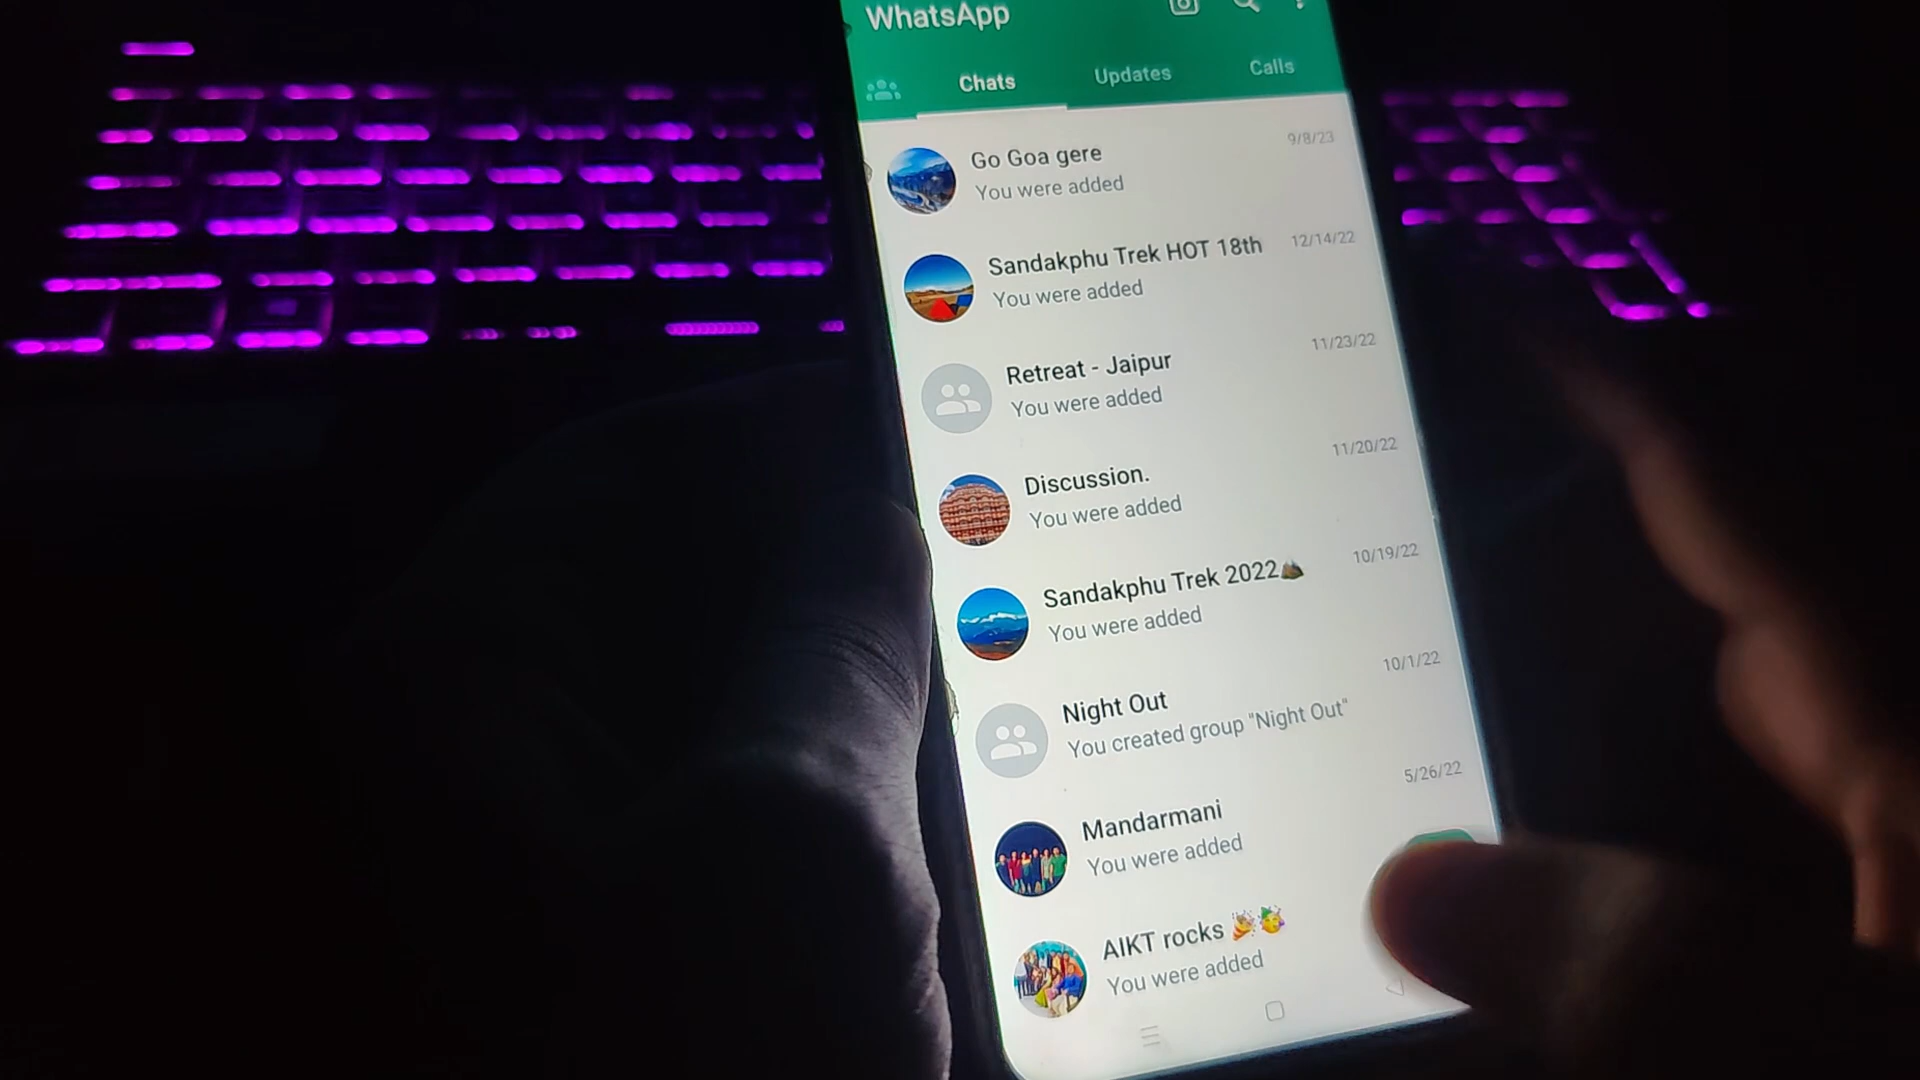 WhatsApp
Chats
Updates
Calls
Go Goa gere
9/8/23
You were added
Sandakphu Trek HOT 18th
12/14/22
You were added
Retreat - Jaipur
11/23/22
You were added
Discussion.
11/20/22
You were added
Sandakphu Trek 2022
10/19/22
You were added
Night Out
10/1/22
You created group "Night Out"
Mandarmani
5/26/22
You were added
AIKT rocks 🎉🥳
You were added